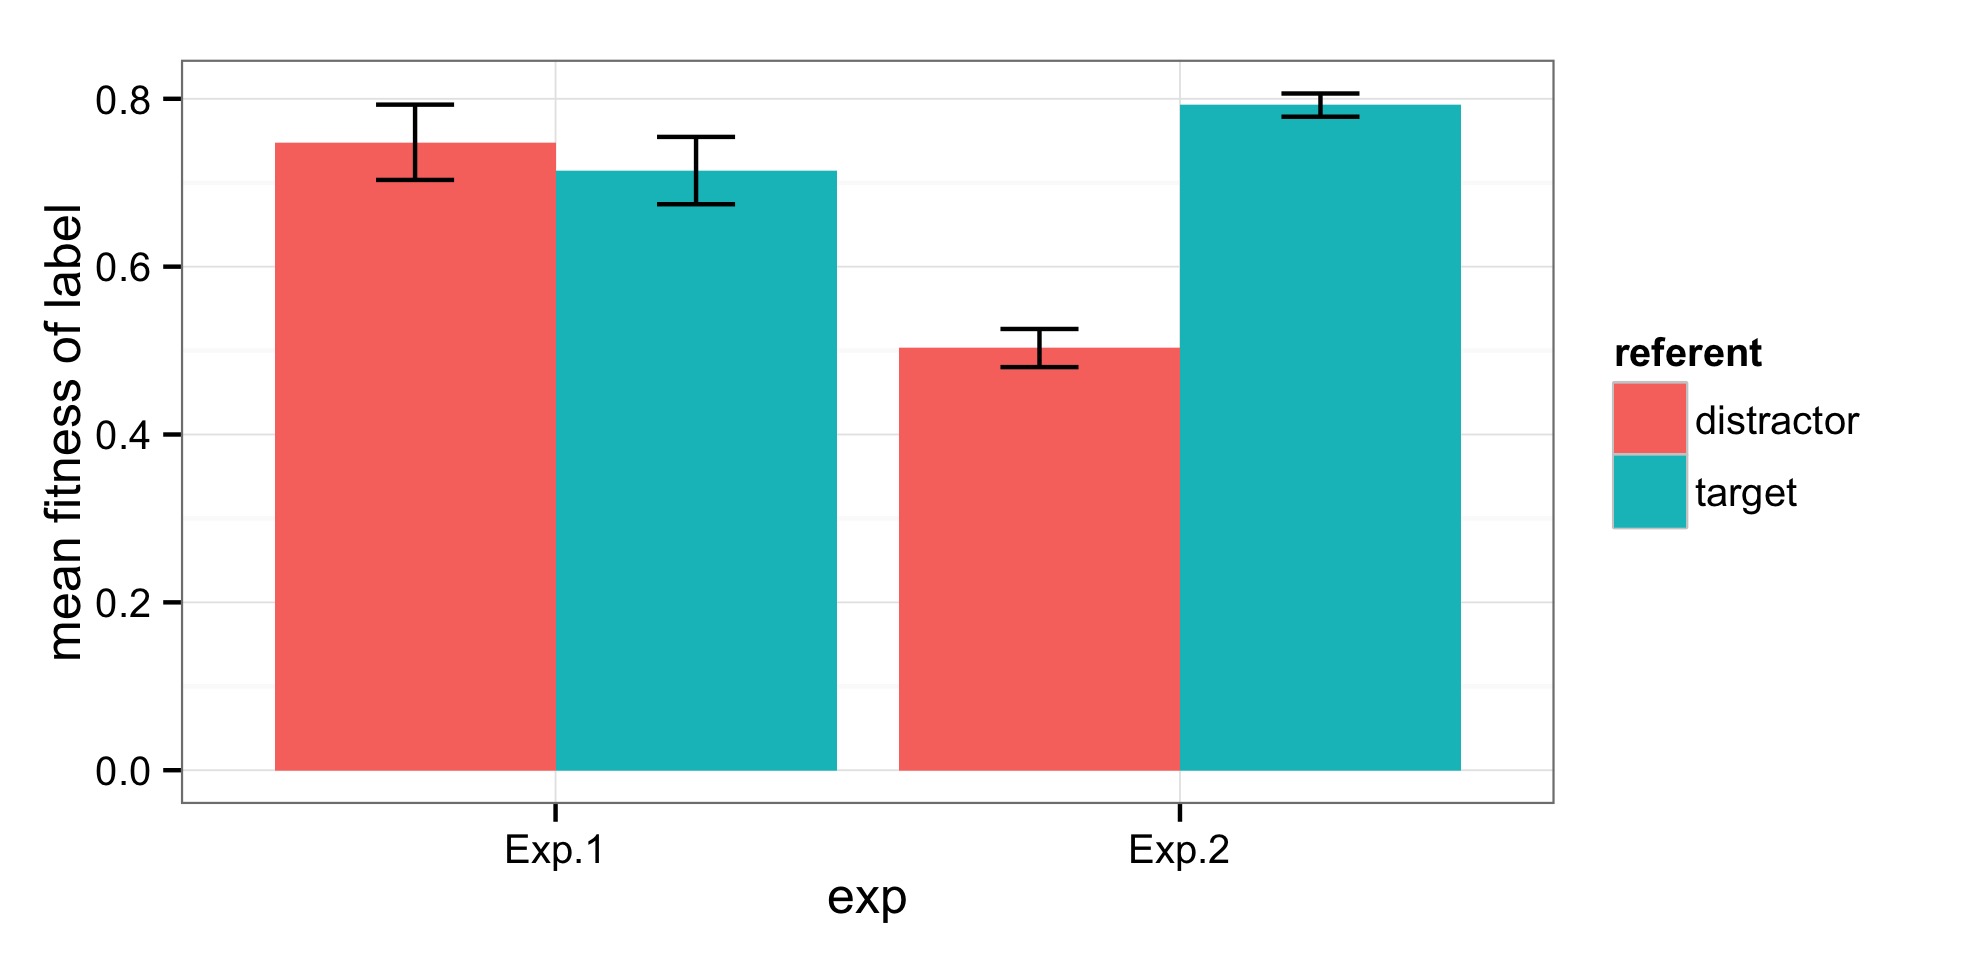 mean fitness of label
0.8
0.6
0.4
0.2
0.0
Exp.1
Exp.2
exp
referent
distractor
target